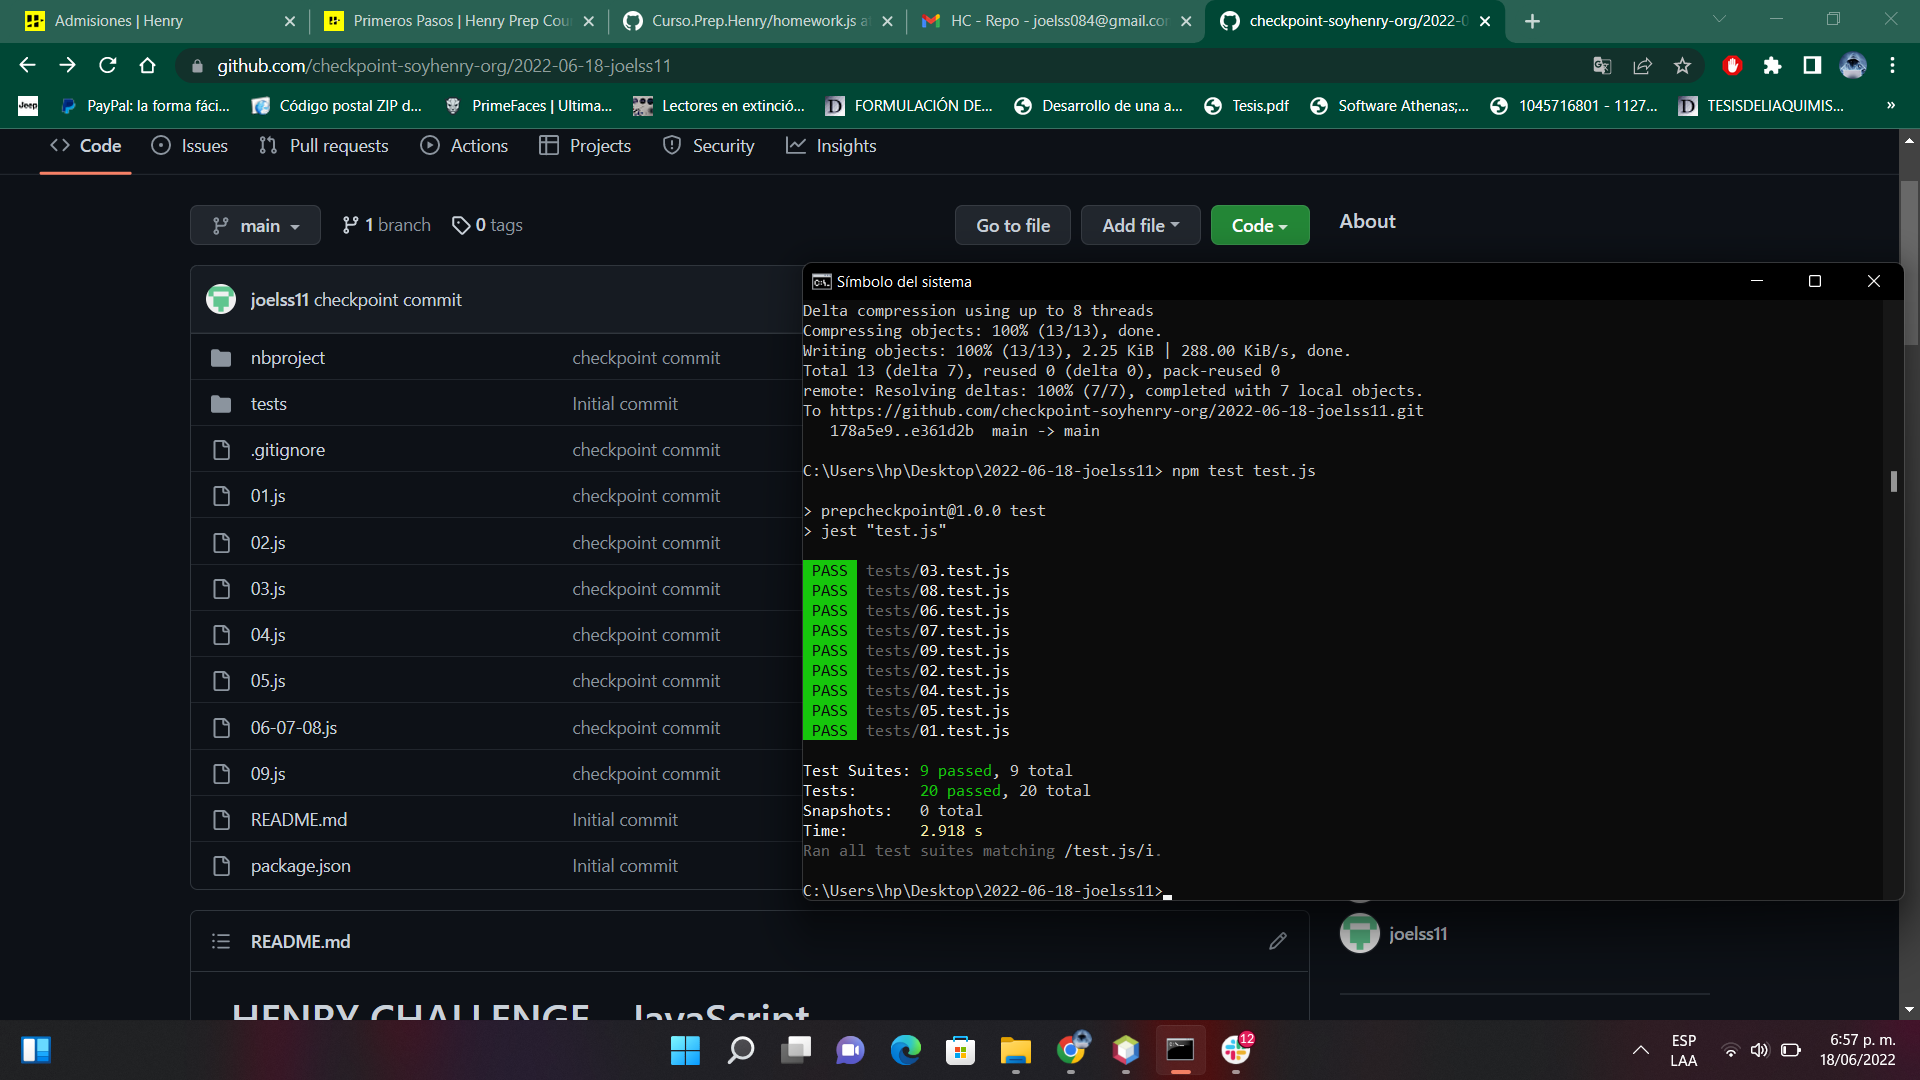 Admisiones | Henry
Primeros Pasos | Henry Prep Cou
Curso.Prep.Henry/homework.js at
HC - Repo - joelss084@gmail.com
checkpoint-soyhenry-org/2022-0
github.com/checkpoint-soyhenry-org/2022-06-18-joelss11
Jeep
PayPal: la forma fáci...
Código postal ZIP d...
PrimeFaces | Ultima...
Lectores en extinció...
FORMULACIÓN DE...
Desarrollo de una a...
Tesis.pdf
Software Athenas;...
1045716801 - 1127...
TESISDELIAQUIMIS...
»
<> Code
Issues
Pull requests
Actions
Projects
Security
Insights
main
1 branch
0 tags
Go to file
Add file
Code
About
joelss11 checkpoint commit
nbproject checkpoint commit
tests Initial commit
.gitignore checkpoint commit
01.js checkpoint commit
02.js checkpoint commit
03.js checkpoint commit
04.js checkpoint commit
05.js checkpoint commit
06-07-08.js checkpoint commit
09.js checkpoint commit
README.md Initial commit
package.json Initial commit
Símbolo del sistema
Delta compression using up to 8 threads
Compressing objects: 100% (13/13), done.
Writing objects: 100% (13/13), 2.25 KiB | 288.00 KiB/s, done.
Total 13 (delta 7), reused 0 (delta 0), pack-reused 0
remote: Resolving deltas: 100% (7/7), completed with 7 local objects.
To https://github.com/checkpoint-soyhenry-org/2022-06-18-joelss11.git
178a5e9..e361d2b  main -> main
C:\Users\hp\Desktop\2022-06-18-joelss11> npm test test.js
> prepcheckpoint@1.0.0 test
> jest "test.js"
PASS tests/03.test.js
PASS tests/08.test.js
PASS tests/06.test.js
PASS tests/07.test.js
PASS tests/09.test.js
PASS tests/02.test.js
PASS tests/04.test.js
PASS tests/05.test.js
PASS tests/01.test.js
Test Suites: 9 passed, 9 total
Tests: 20 passed, 20 total
Snapshots: 0 total
Time: 2.918 s
Ran all test suites matching /test.js/i.
C:\Users\hp\Desktop\2022-06-18-joelss11>
joelss11
README.md
HENRY CHALLENGE - JavaScript
12
ESP
LAA
6:57 p. m.
18/06/2022